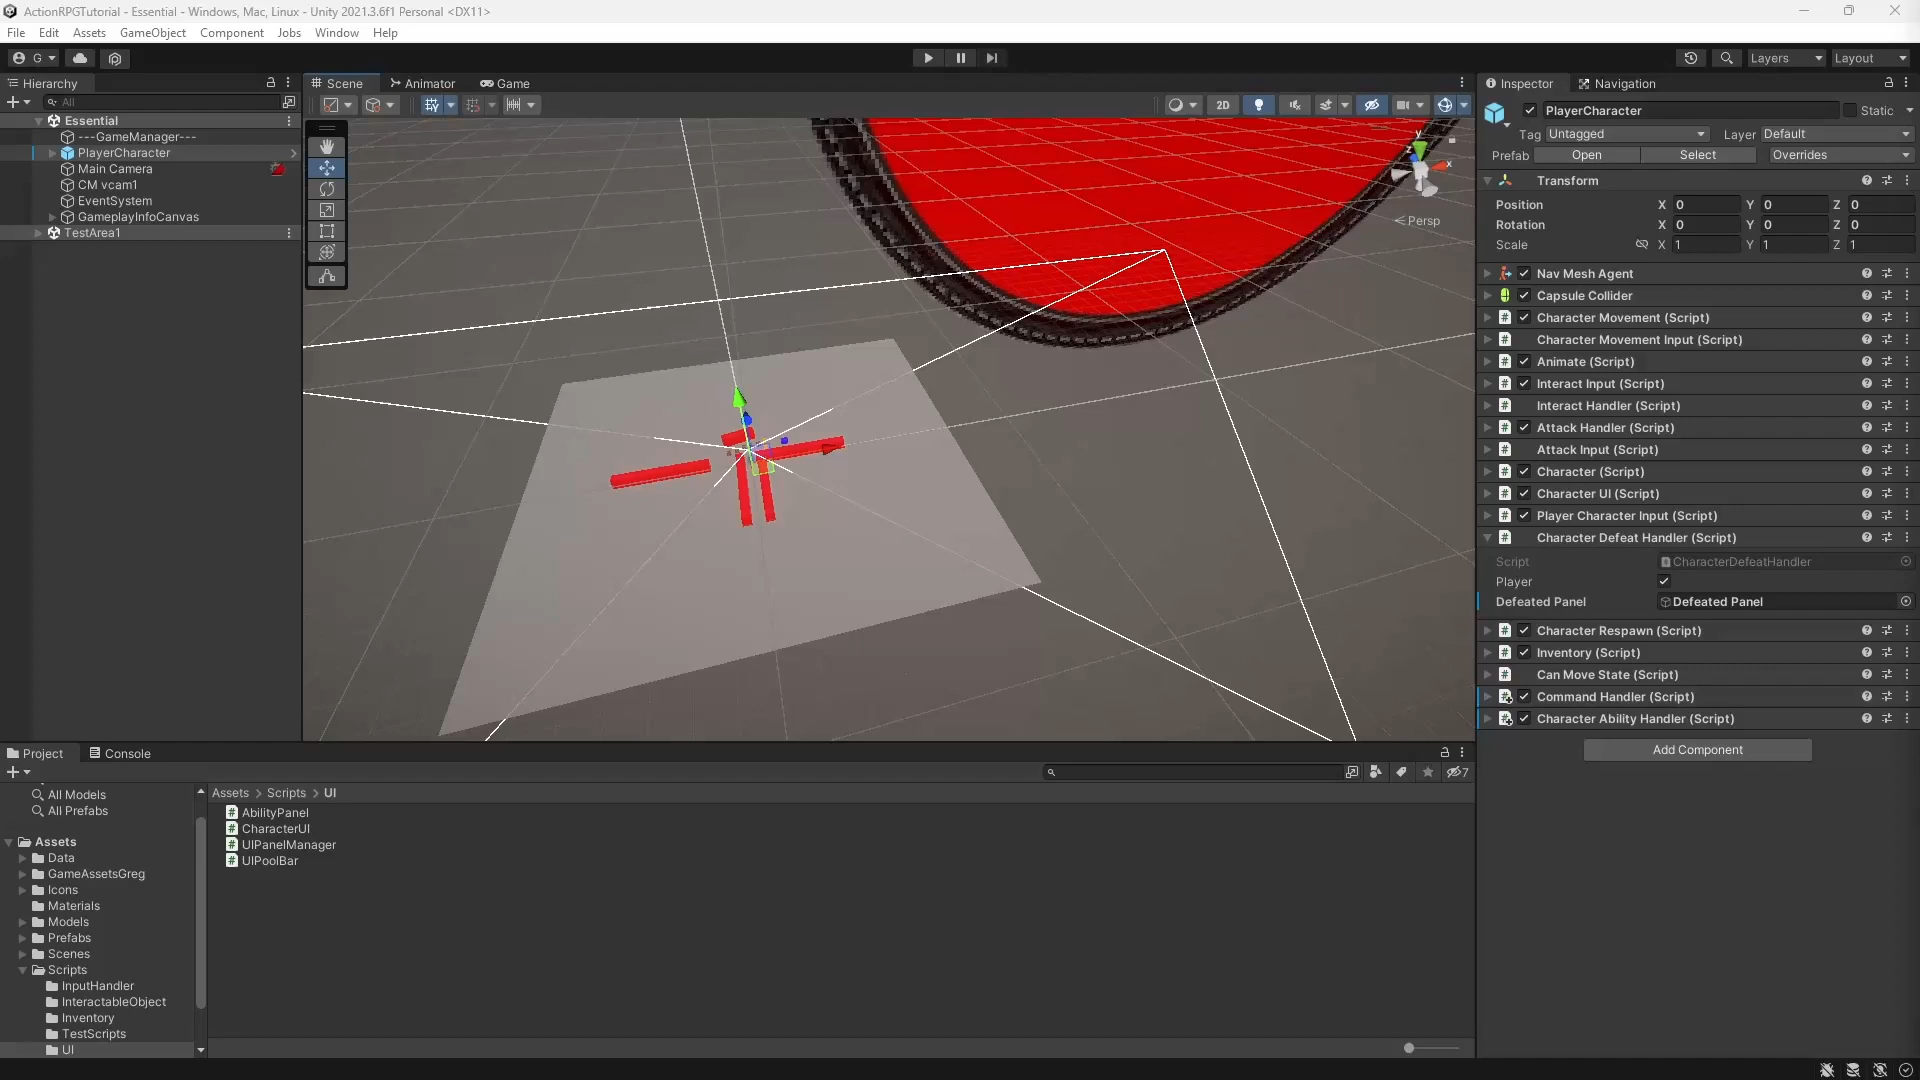 ActionRPGTutorial - Essential - Windows, Mac, Linux - Unity 2021.3.6f1 Personal <DX11>
File Edit Assets GameObject Component Jobs Window Help
G
Layers Layout
Hierarchy
All
Essential
---GameManager---
PlayerCharacter
Main Camera
CM vcam1
EventSystem
GameplayInfoCanvas
TestArea1
Scene Animator Game
2D
y
z
x
Persp
Inspector Navigation
PlayerCharacter Static
Tag Untagged Layer Default
Prefab Open Select Overrides
Transform
Position X 0 Y 0 Z 0
Rotation X 0 Y 0 Z 0
Scale X 1 Y 1 Z 1
Nav Mesh Agent
Capsule Collider
Character Movement (Script)
Character Movement Input (Script)
Animate (Script)
Interact Input (Script)
Interact Handler (Script)
Attack Handler (Script)
Attack Input (Script)
Character (Script)
Character UI (Script)
Player Character Input (Script)
Character Defeat Handler (Script)
Script CharacterDefeatHandler
Player
Defeated Panel Defeated Panel
Character Respawn (Script)
Inventory (Script)
Can Move State (Script)
Command Handler (Script)
Character Ability Handler (Script)
Add Component
Project Console
7
All Models
All Prefabs
Assets
Data
GameAssetsGreg
Icons
Materials
Models
Prefabs
Scenes
Scripts
InputHandler
InteractableObject
Inventory
TestScripts
UI
Assets > Scripts > UI
AbilityPanel
CharacterUI
UIPanelManager
UIPoolBar